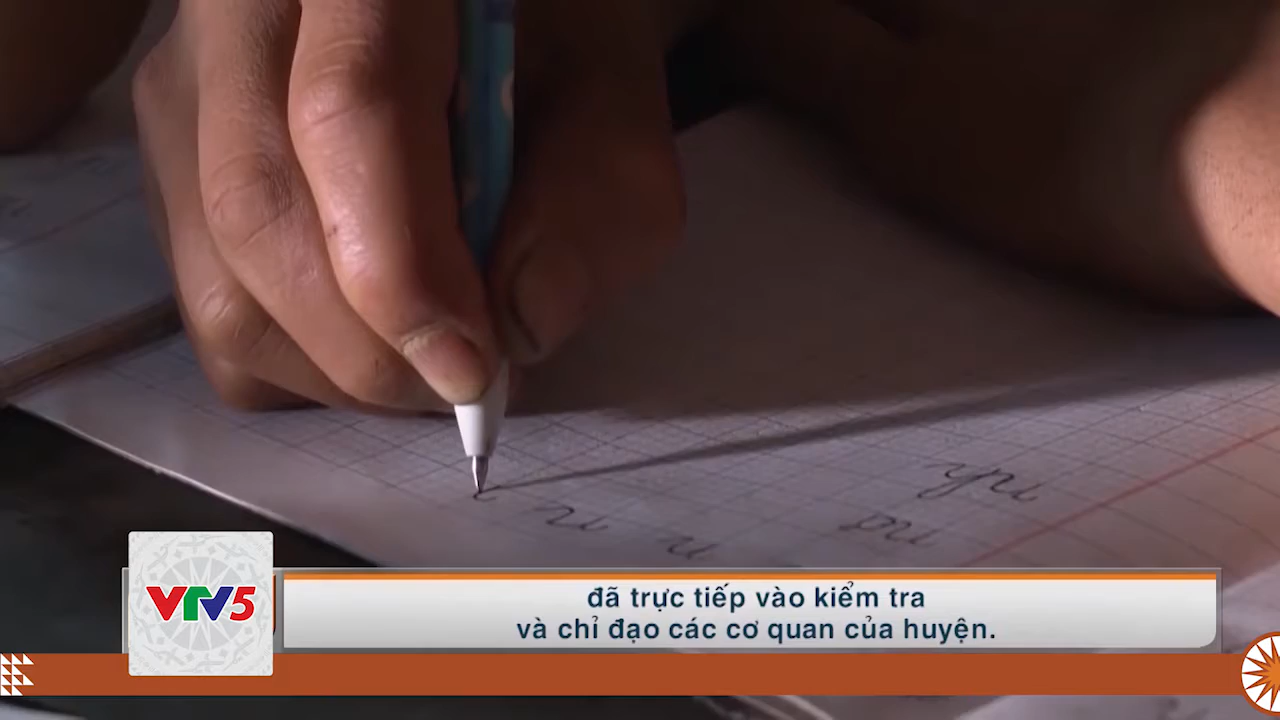 VTV5
đã trực tiếp vào kiểm tra
và chỉ đạo các cơ quan của huyện.